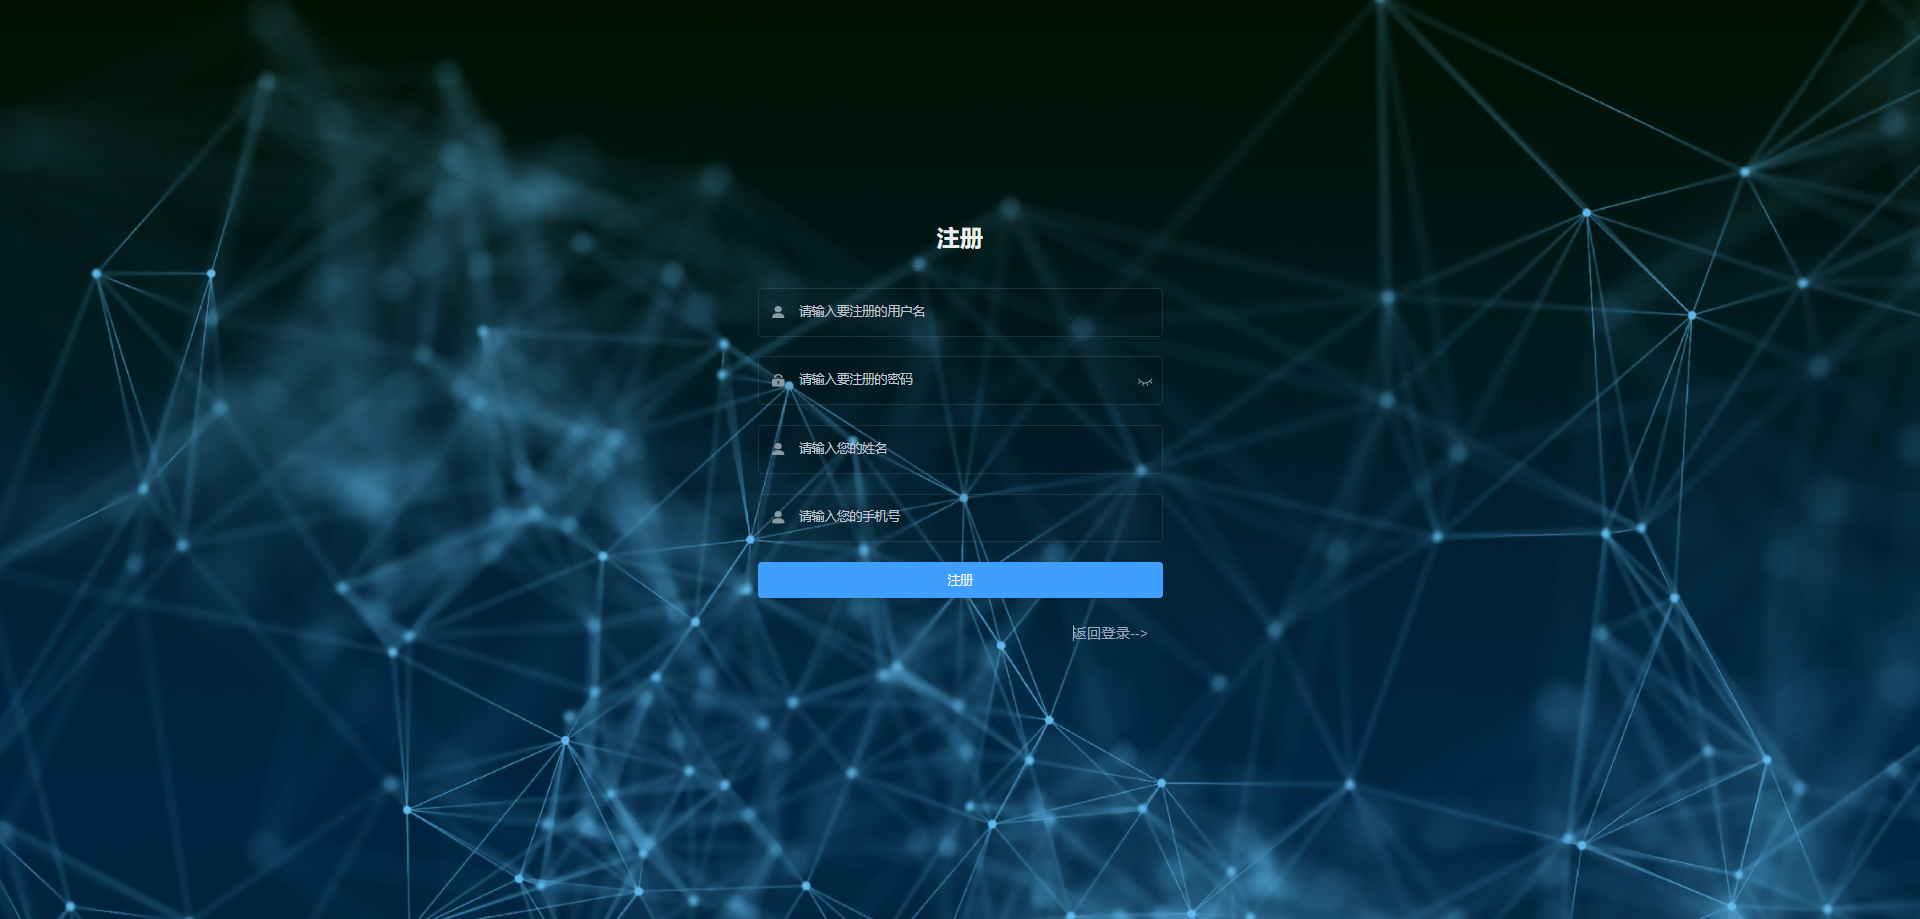 注册
请输入要注册的用户名
请输入要注册的密码
请输入您的姓名
请输入您的手机号
注册
返回登录-->